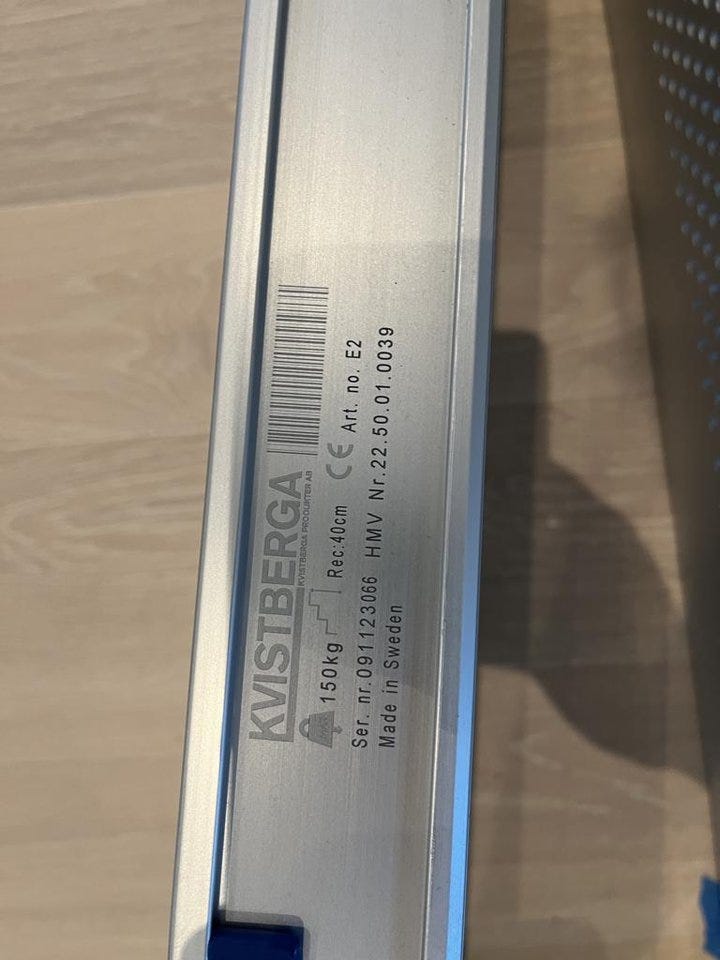 KVISTBERGA
KVISTBERGA PRODUKTER AB
150kg Rec:40cm CE Art. no. E2
Ser. nr.091123066 HMV Nr.22.50.01.0039
Made in Sweden